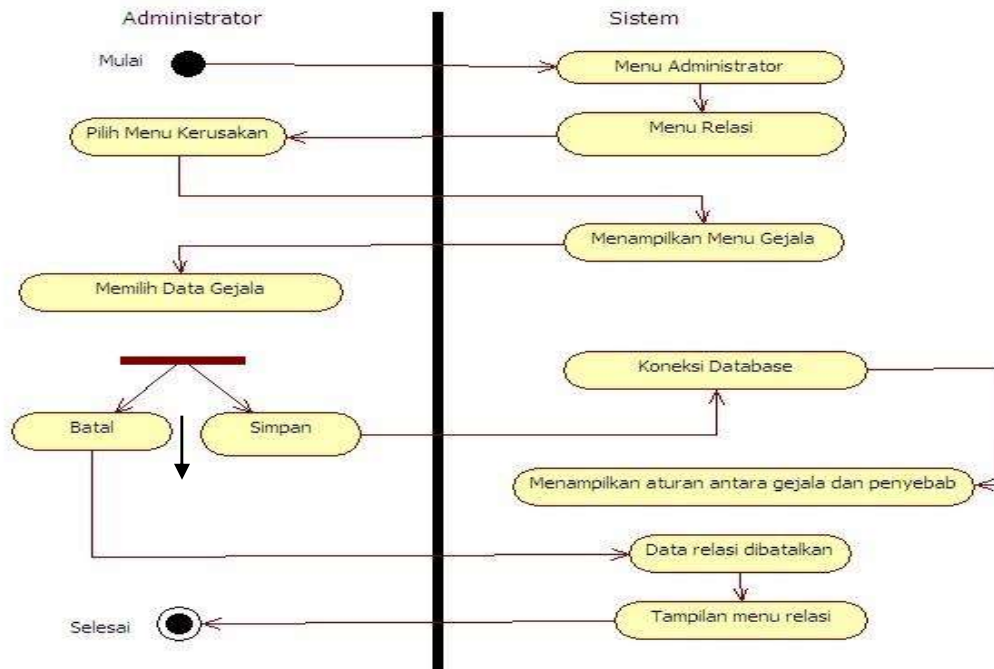 Administrator
Sistem
Mulai
Menu Administrator
Menu Relasi
Pilih Menu Kerusakan
Menampilkan Menu Gejala
Memilih Data Gejala
Koneksi Database
Batal
Simpan
Menampilkan aturan antara gejala dan penyebab
Data relasi dibatalkan
Tampilan menu relasi
Selesai